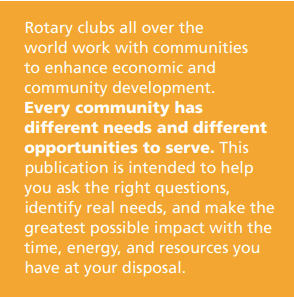 Rotary clubs all over the
world work with communities
to enhance economic and
community development.
Every community has
different needs and different
opportunities to serve. This
publication is intended to help
you ask the right questions,
identify real needs, and make the
greatest possible impact with the
time, energy, and resources you
have at your disposal.